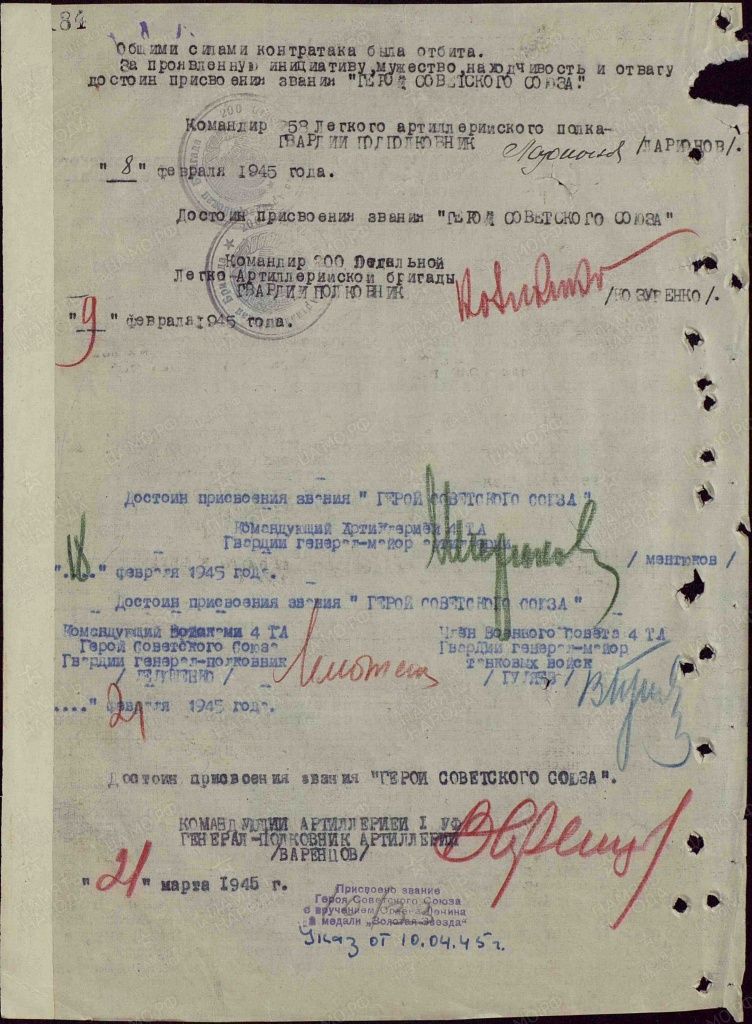 84
Общими силами контратака была отбита.
За проявленную инициативу, мужество, находчивость и отвагу
достоин присвоения звания "ГЕРОЙ СОВЕТСКОГО СОЮЗА."
Командир 358 Легкого артиллерийского полка-
ГВАРДИИ ПОДПОЛКОВНИК /ЛАРИОНОВ/.
"8" февраля 1945 года.
Достоин присвоения звания "ГЕРОЙ СОВЕТСКОГО СОЮЗА"
Командир 200 Отдельной
Легко-Артиллерийской бригады
ГВАРДИИ ПОЛКОВНИК /КОЗУБЕНКО/.
"9" февраля 1945 года.
Достоин присвоения звания "ГЕРОЙ СОВЕТСКОГО СОЮЗА"
Командующий Артиллерией 4 ТА
Гвардии генерал-майор артиллерии
/ ментюков /
"18" февраля 1945 года.
Достоин присвоения звания "ГЕРОЙ СОВЕТСКОГО СОЮЗА"
Командующий Войсками 4 ТА
Герой Советского Союза
Гвардии генерал-полковник
/ ЛЕЛЮШЕНКО /
Член Военного Совета 4 ТА
Гвардии генерал-майор
танковых войск
/ ГУЛЯЕВ /
...." февраля 1945 года.
Достоин присвоения звания "ГЕРОЙ СОВЕТСКОГО СОЮЗА".
КОМАНДУЮЩИЙ АРТИЛЛЕРИЕЙ I УФ
ГЕНЕРАЛ-ПОЛКОВНИК АРТИЛЛЕРИИ
/ВАРЕНЦОВ/
"21" марта 1945 г.
Присвоено звание
Героя Советского Союза
с вручением Ордена Ленина
и медали „Золотая Звезда"
Указ от 10.04.45 г.